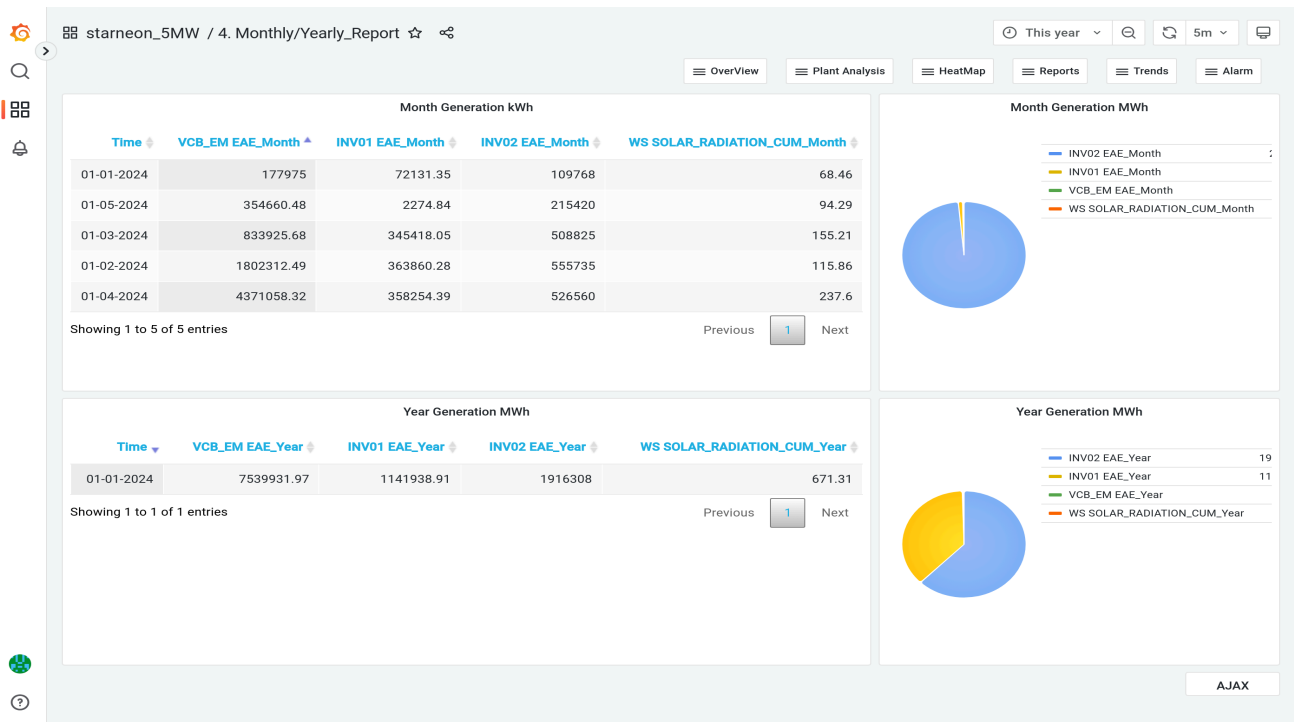 starneon_5MW / 4. Monthly/Yearly_Report
This year
5m
OverView
Plant Analysis
HeatMap
Reports
Trends
Alarm
Month Generation kWh
Time VCB_EM EAE_Month INV01 EAE_Month INV02 EAE_Month WS SOLAR_RADIATION_CUM_Month
01-01-2024 177975 72131.35 109768 68.46
01-05-2024 354660.48 2274.84 215420 94.29
01-03-2024 833925.68 345418.05 508825 155.21
01-02-2024 1802312.49 363860.28 555735 115.86
01-04-2024 4371058.32 358254.39 526560 237.6
Showing 1 to 5 of 5 entries
Previous 1 Next
Month Generation MWh
INV02 EAE_Month
INV01 EAE_Month
VCB_EM EAE_Month
WS SOLAR_RADIATION_CUM_Month
Year Generation MWh
Time VCB_EM EAE_Year INV01 EAE_Year INV02 EAE_Year WS SOLAR_RADIATION_CUM_Year
01-01-2024 7539931.97 1141938.91 1916308 671.31
Showing 1 to 1 of 1 entries
Previous 1 Next
Year Generation MWh
INV02 EAE_Year 19
INV01 EAE_Year 11
VCB_EM EAE_Year
WS SOLAR_RADIATION_CUM_Year
AJAX